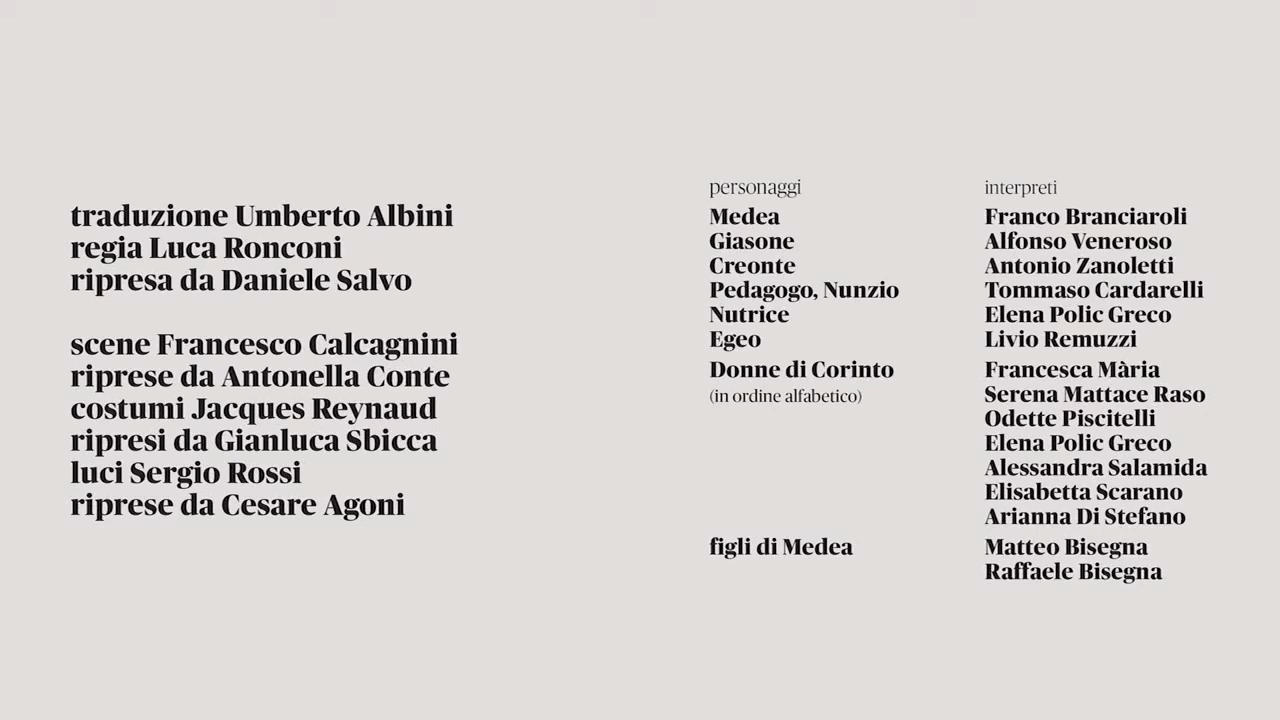 traduzione Umberto Albini
regia Luca Ronconi
ripresa da Daniele Salvo
scene Francesco Calcagnini
riprese da Antonella Conte
costumi Jacques Reynaud
ripresi da Gianluca Sbicca
luci Sergio Rossi
riprese da Cesare Agoni
personaggi interpreti
Medea Franco Branciaroli
Giasone Alfonso Veneroso
Creonte Antonio Zanoletti
Pedagogo, Nunzio Tommaso Cardarelli
Nutrice Elena Polic Greco
Egeo Livio Remuzzi
Donne di Corinto Francesca Mària
(in ordine alfabetico) Serena Mattace Raso
Odette Piscitelli
Elena Polic Greco
Alessandra Salamida
Elisabetta Scarano
Arianna Di Stefano
figli di Medea Matteo Bisegna
Raffaele Bisegna